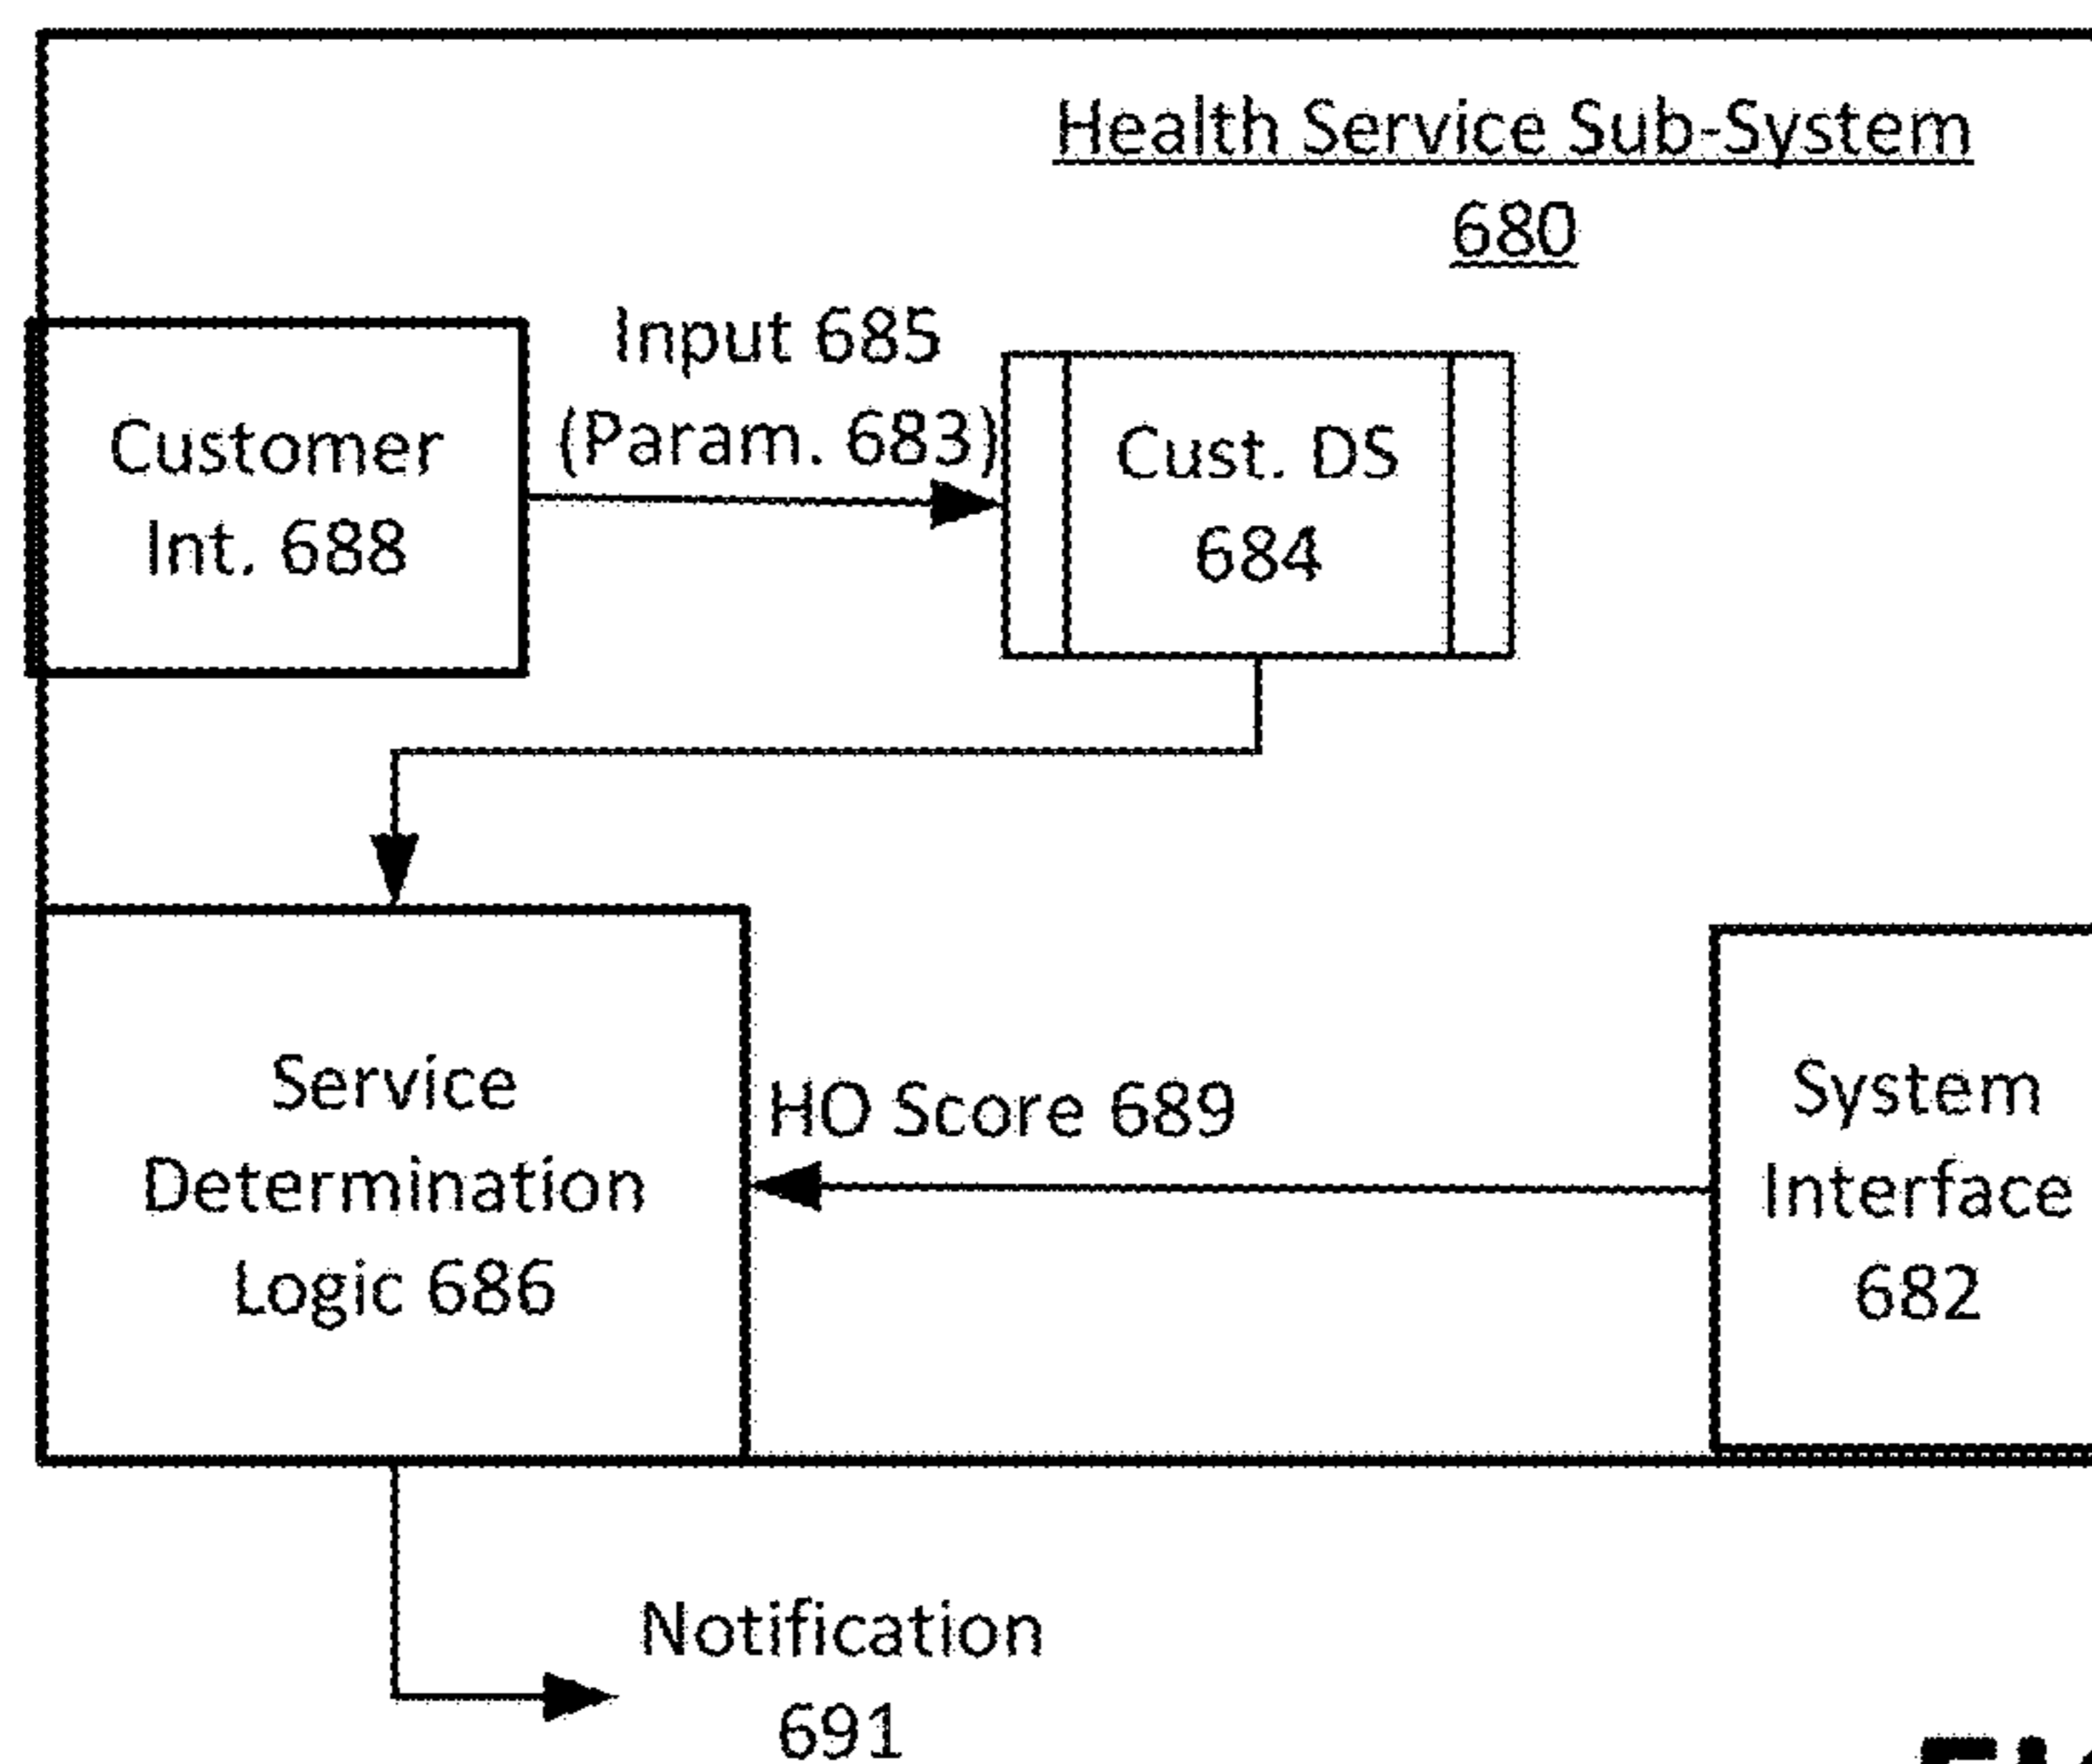 Health Service Sub-System
680
Input 685
(Param. 683)
Customer
Int. 688
Cust. DS
684
Service
Determination
Logic 686
HO Score 689
System
Interface
682
Notification
691